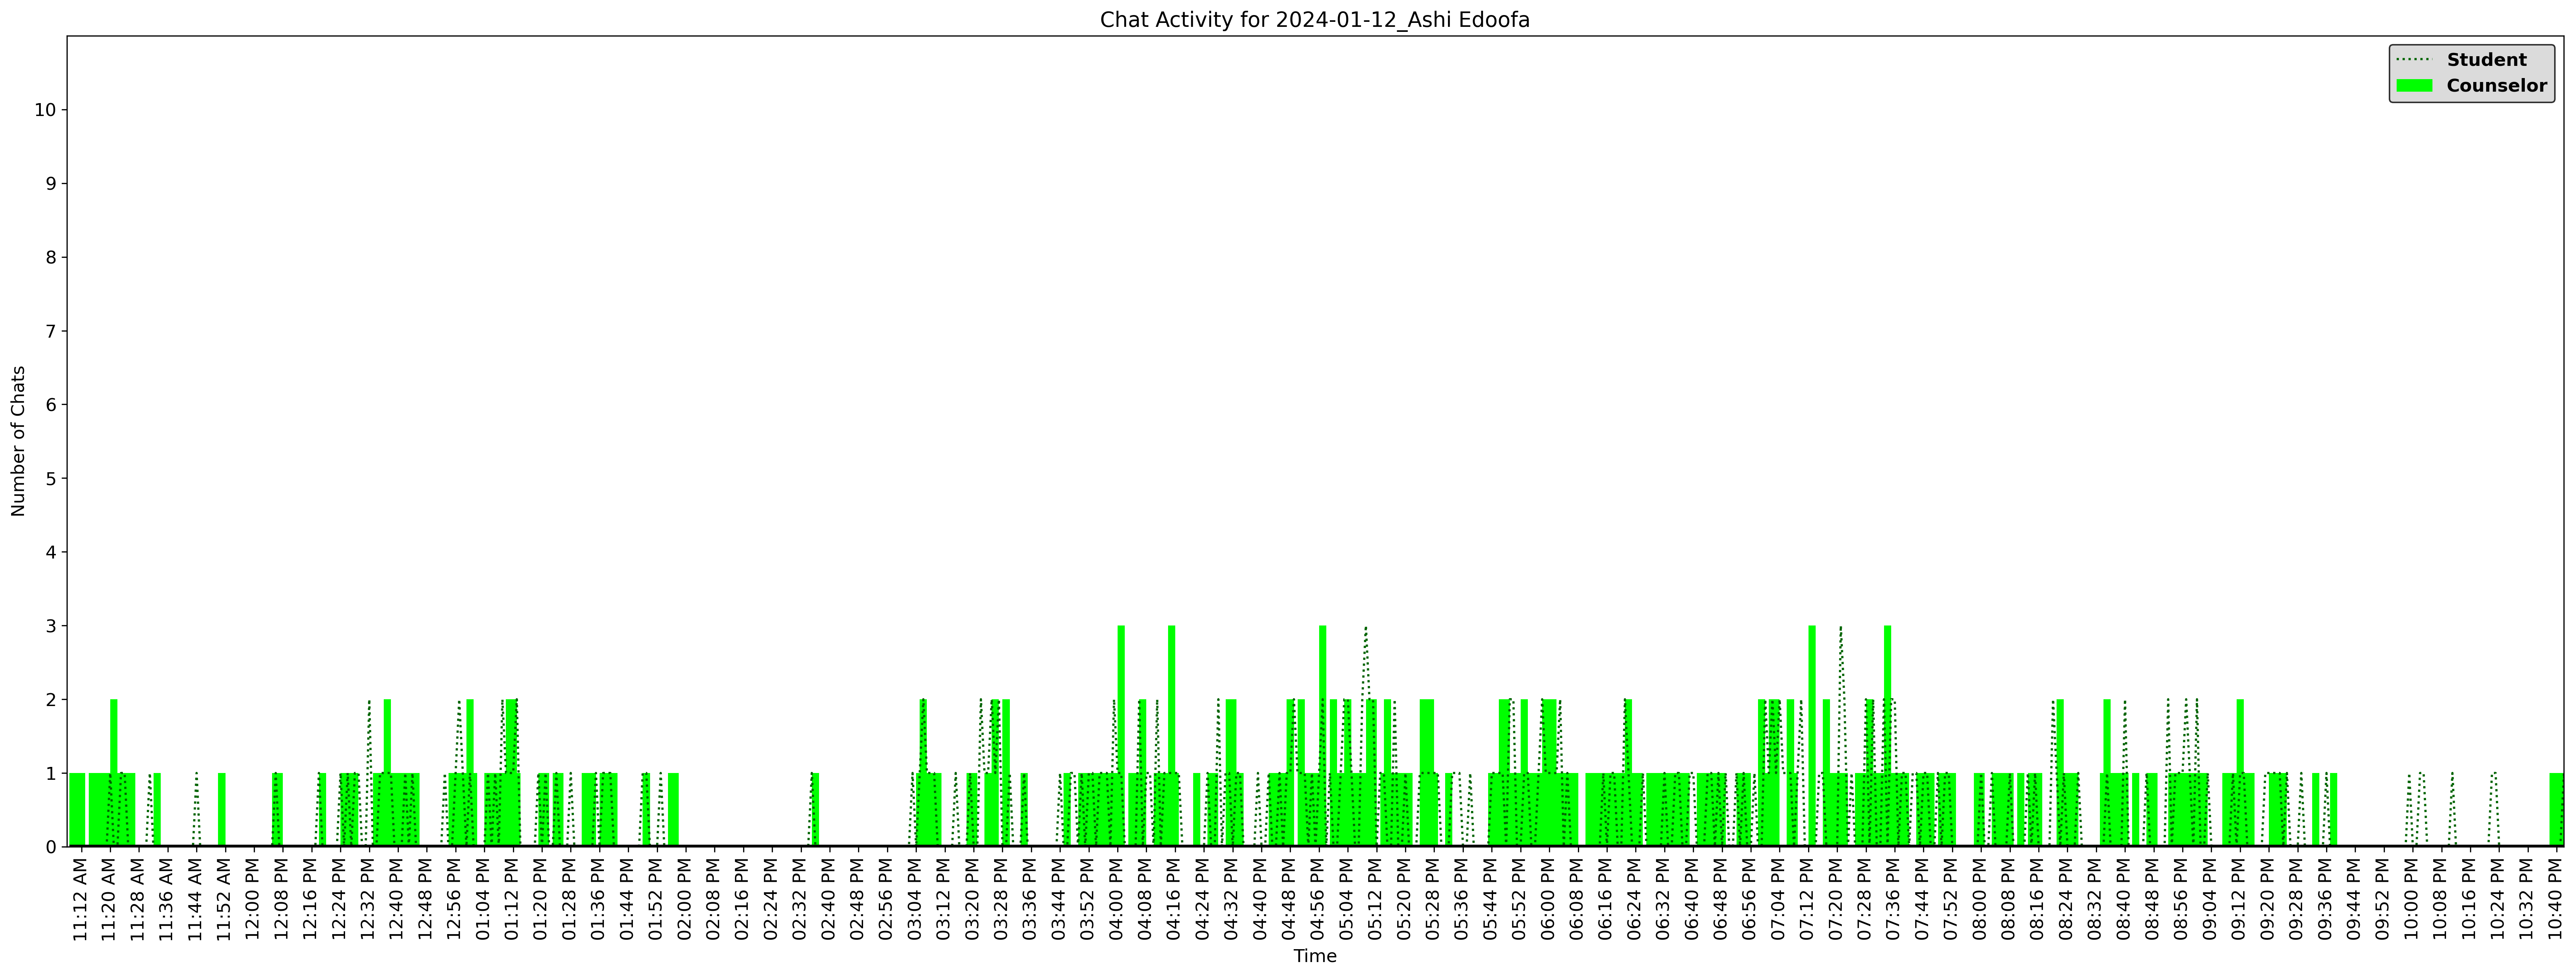 Chat Activity for 2024-01-12_Ashi Edoofa
Student
Counselor
Number of Chats
10
9
8
7
6
5
4
3
2
1
0
11:12 AM
11:20 AM
11:28 AM
11:36 AM
11:44 AM
11:52 AM
12:00 PM
12:08 PM
12:16 PM
12:24 PM
12:32 PM
12:40 PM
12:48 PM
12:56 PM
01:04 PM
01:12 PM
01:20 PM
01:28 PM
01:36 PM
01:44 PM
01:52 PM
02:00 PM
02:08 PM
02:16 PM
02:24 PM
02:32 PM
02:40 PM
02:48 PM
02:56 PM
03:04 PM
03:12 PM
03:20 PM
03:28 PM
03:36 PM
03:44 PM
03:52 PM
04:00 PM
04:08 PM
04:16 PM
04:24 PM
04:32 PM
04:40 PM
04:48 PM
04:56 PM
05:04 PM
05:12 PM
05:20 PM
05:28 PM
05:36 PM
05:44 PM
05:52 PM
06:00 PM
06:08 PM
06:16 PM
06:24 PM
06:32 PM
06:40 PM
06:48 PM
06:56 PM
07:04 PM
07:12 PM
07:20 PM
07:28 PM
07:36 PM
07:44 PM
07:52 PM
08:00 PM
08:08 PM
08:16 PM
08:24 PM
08:32 PM
08:40 PM
08:48 PM
08:56 PM
09:04 PM
09:12 PM
09:20 PM
09:28 PM
09:36 PM
09:44 PM
09:52 PM
10:00 PM
10:08 PM
10:16 PM
10:24 PM
10:32 PM
10:40 PM
Time